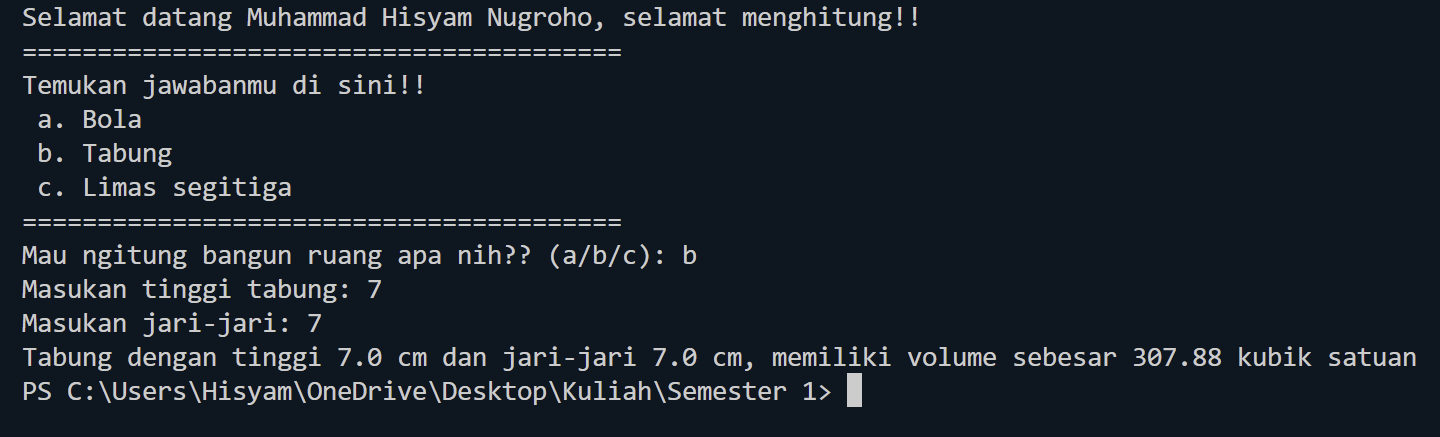 Selamat datang Muhammad Hisyam Nugroho, selamat menghitung!!
========================================
Temukan jawabanmu di sini!!
 a. Bola
 b. Tabung
 c. Limas segitiga
========================================
Mau ngitung bangun ruang apa nih?? (a/b/c): b
Masukan tinggi tabung: 7
Masukan jari-jari: 7
Tabung dengan tinggi 7.0 cm dan jari-jari 7.0 cm, memiliki volume sebesar 307.88 kubik satuan
PS C:\Users\Hisyam\OneDrive\Desktop\Kuliah\Semester 1>